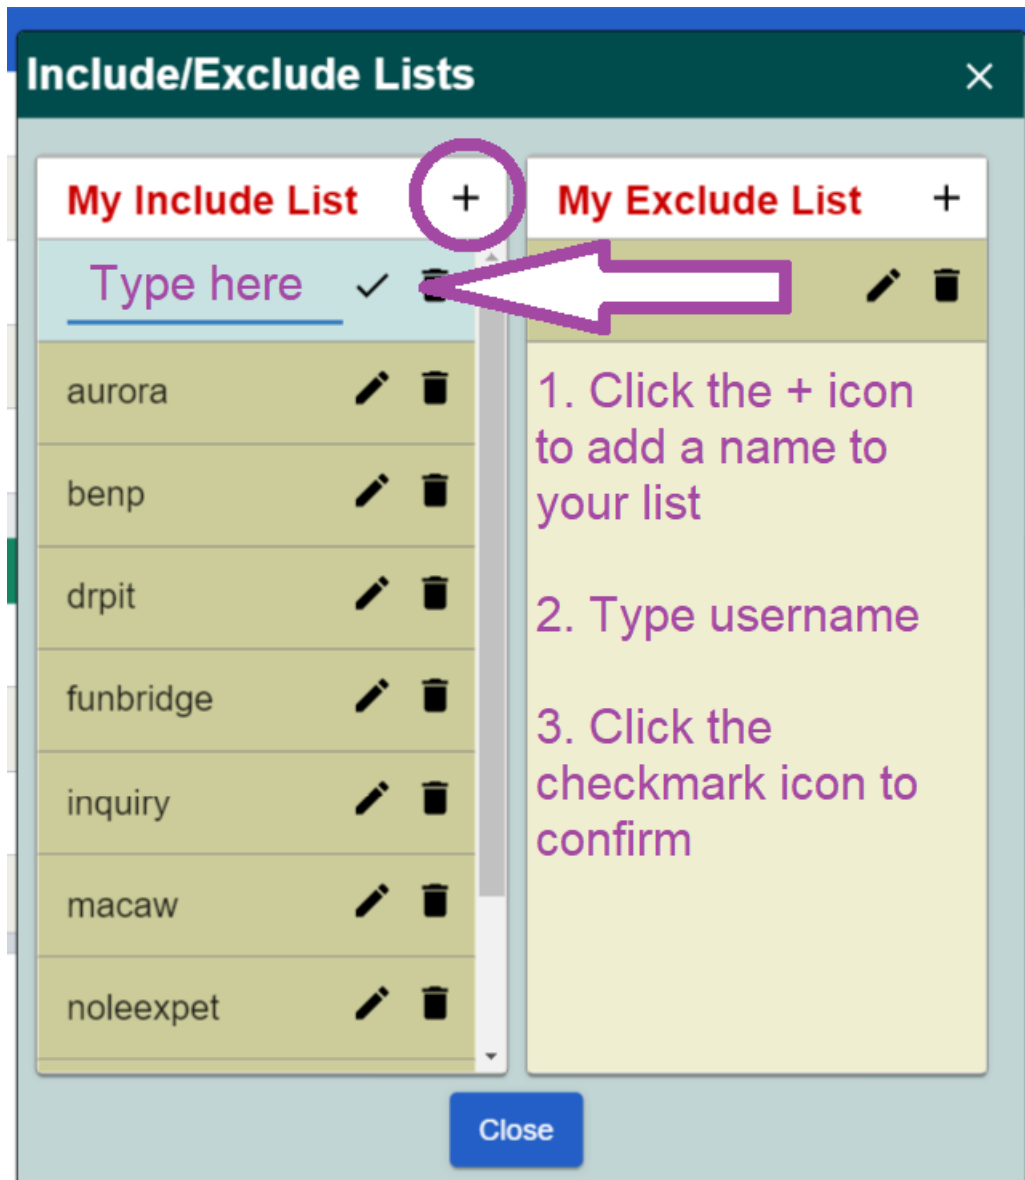 Include/Exclude Lists
My Include List
Type here
aurora
benp
drpit
funbridge
inquiry
macaw
noleexpet
My Exclude List
1. Click the + icon
to add a name to
your list
2. Type username
3. Click the
checkmark icon to
confirm
Close